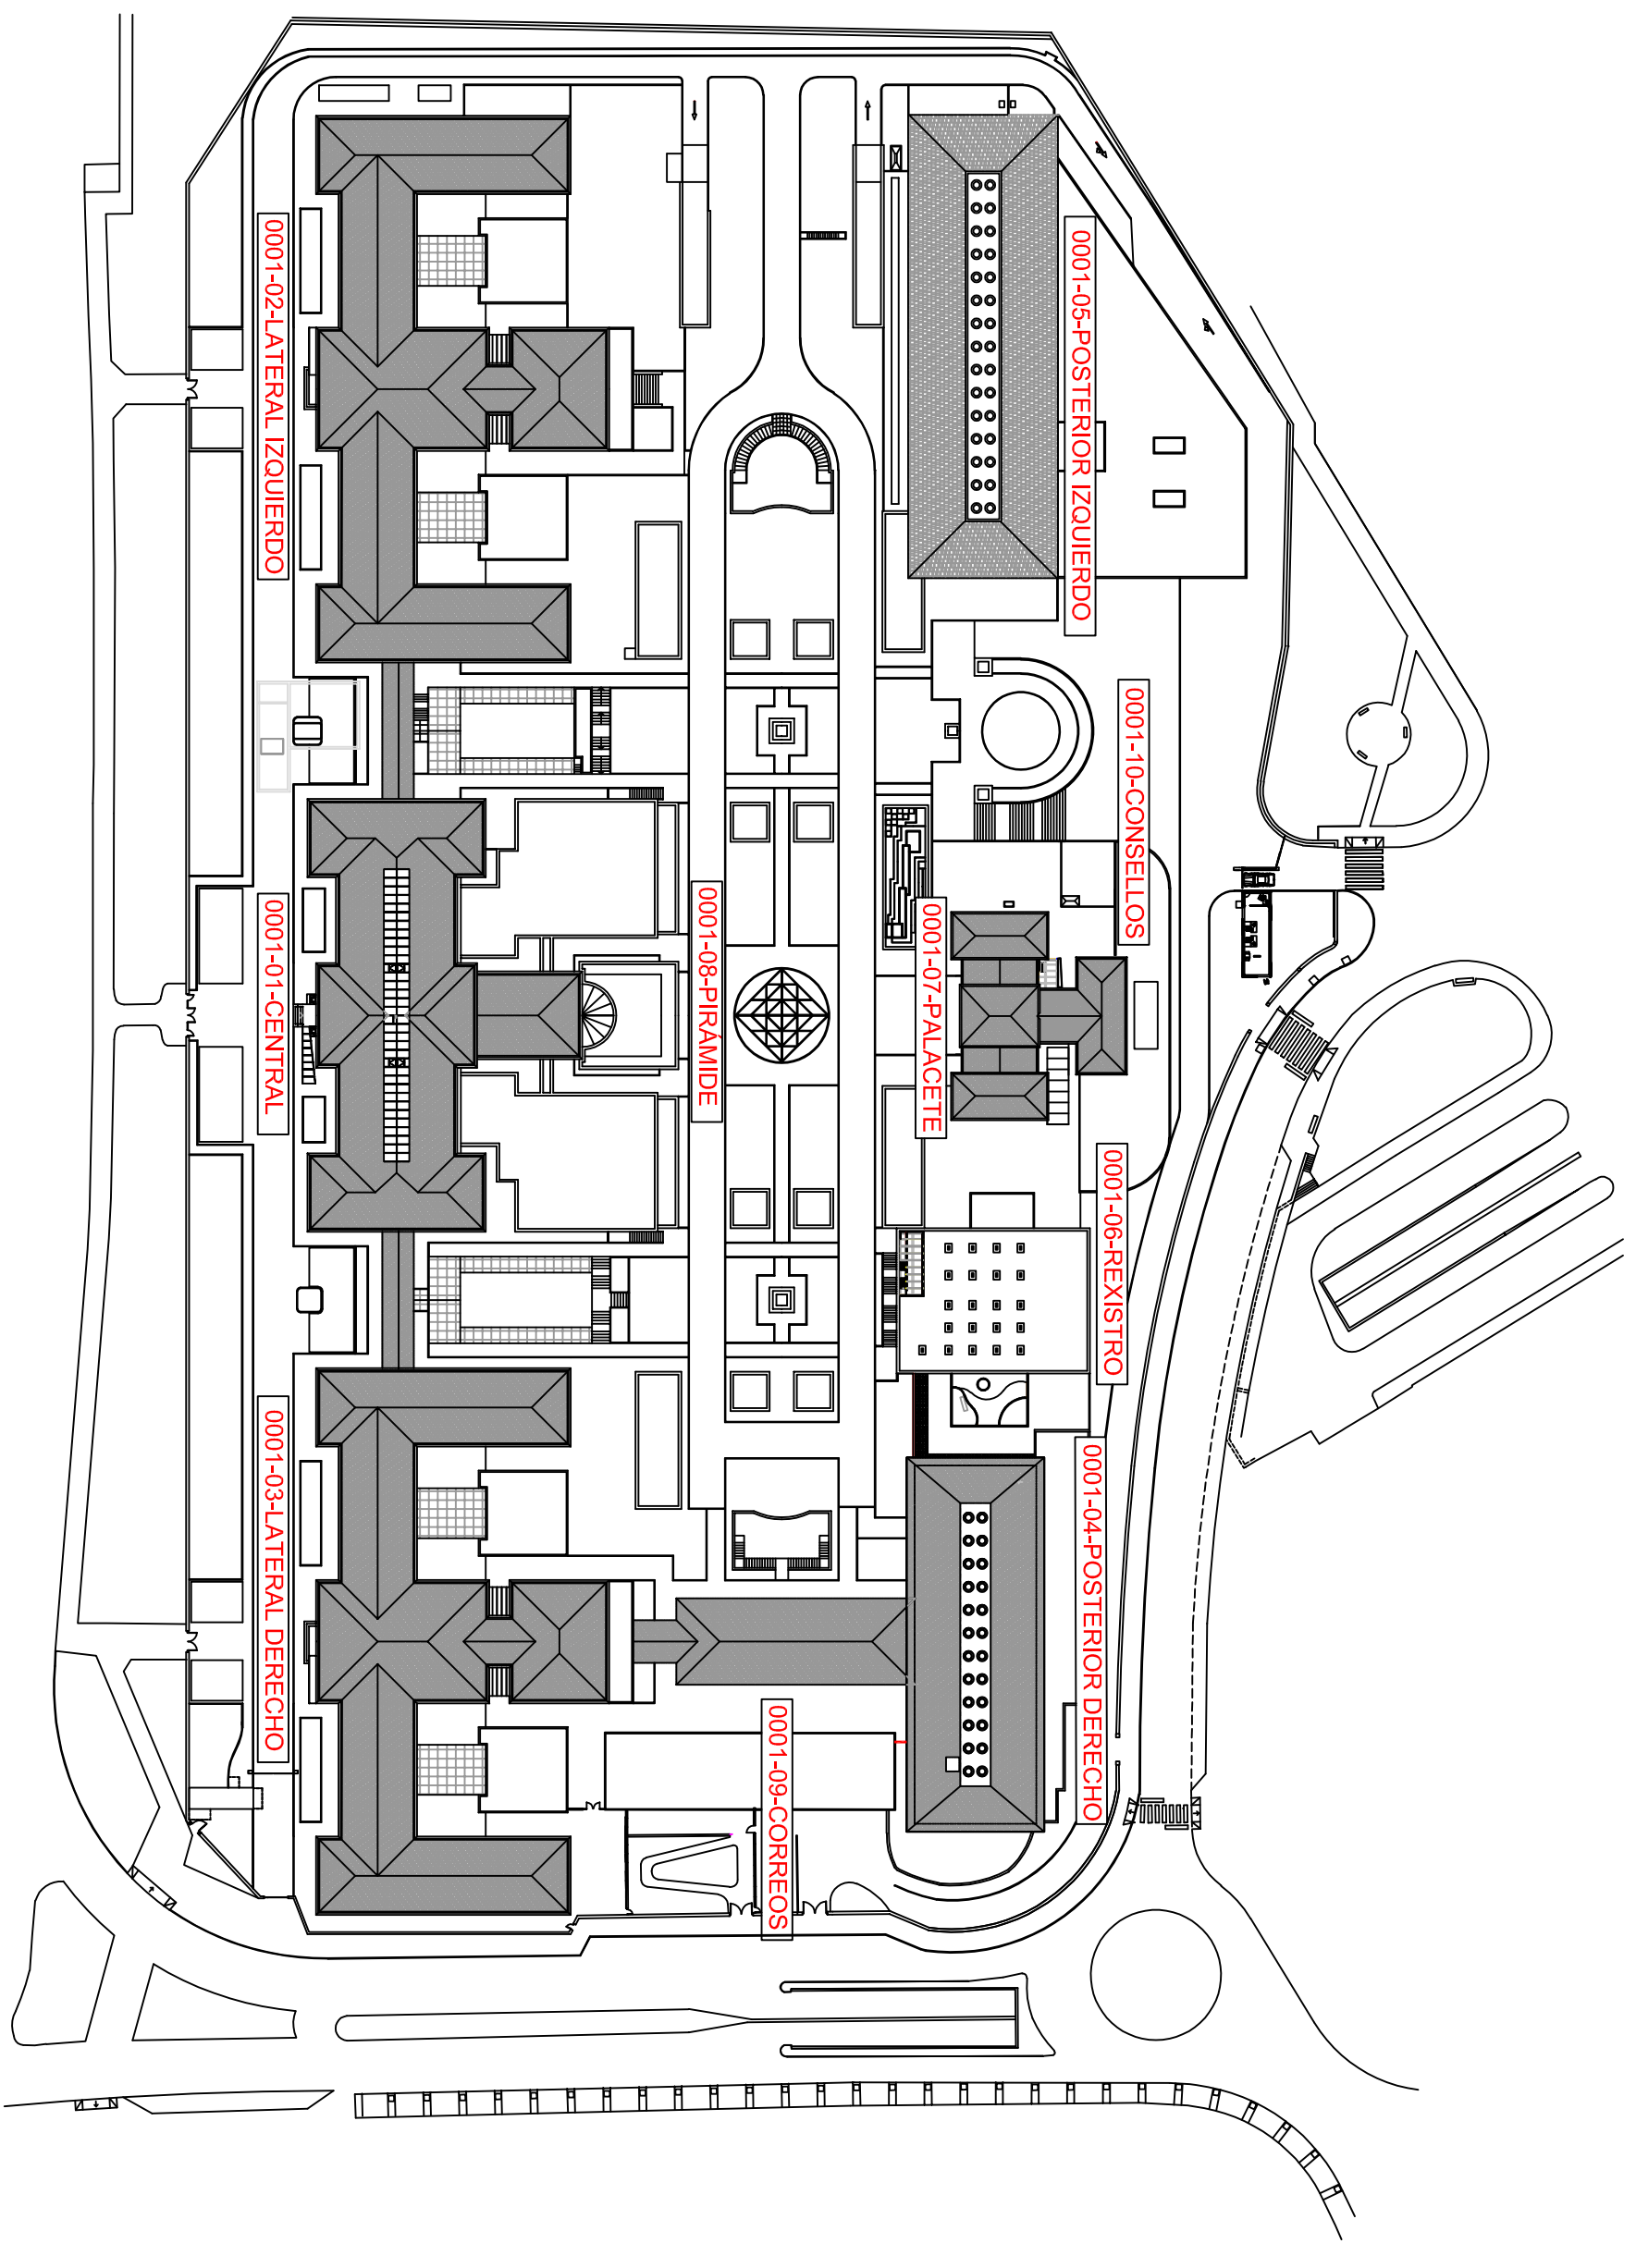 0001-02-LATERAL IZQUIERDO
0001-05-POSTERIOR IZQUIERDO
0001-10-CONSELLOS
0001-01-CENTRAL
0001-08-PIRÁMIDE
0001-07-PALACETE
0001-06-REXISTRO
0001-03-LATERAL DERECHO
0001-04-POSTERIOR DERECHO
0001-09-CORREOS